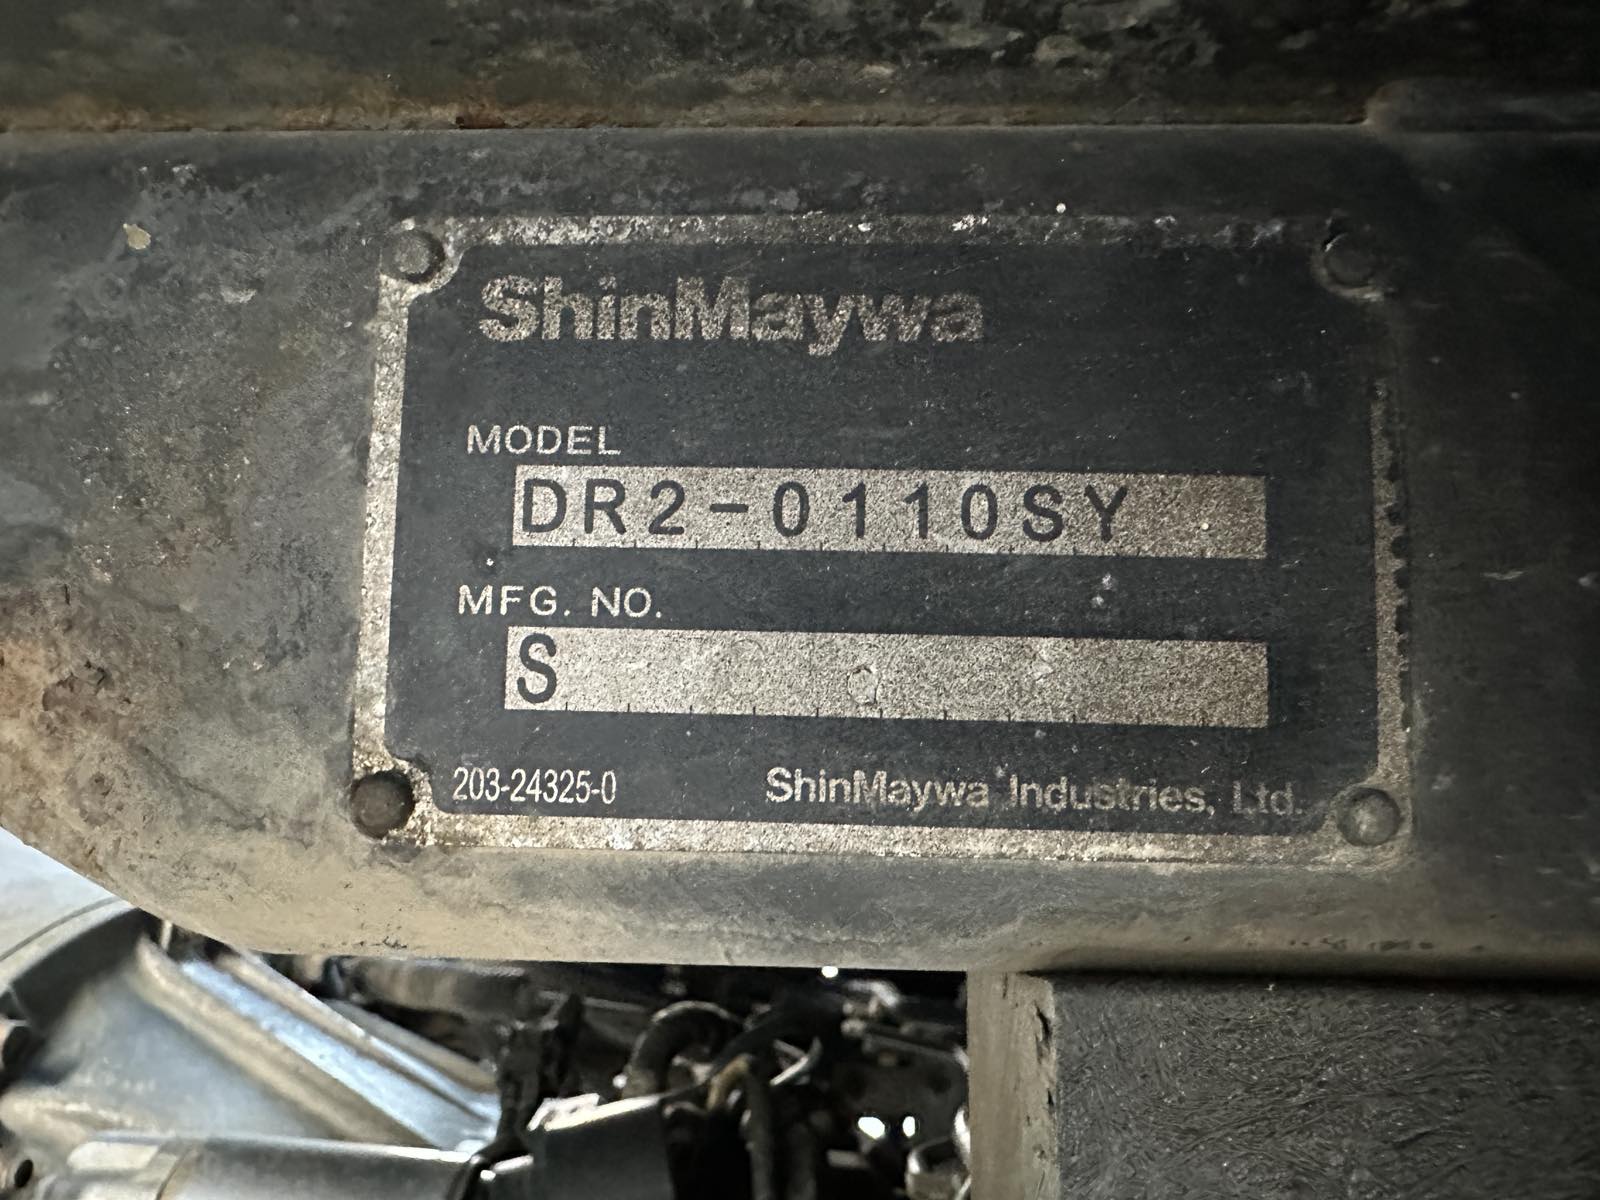 ShinMaywa
MODEL
DR2-0110SY
MFG. NO.
S
203-24325-0 ShinMaywa Industries, Ltd.